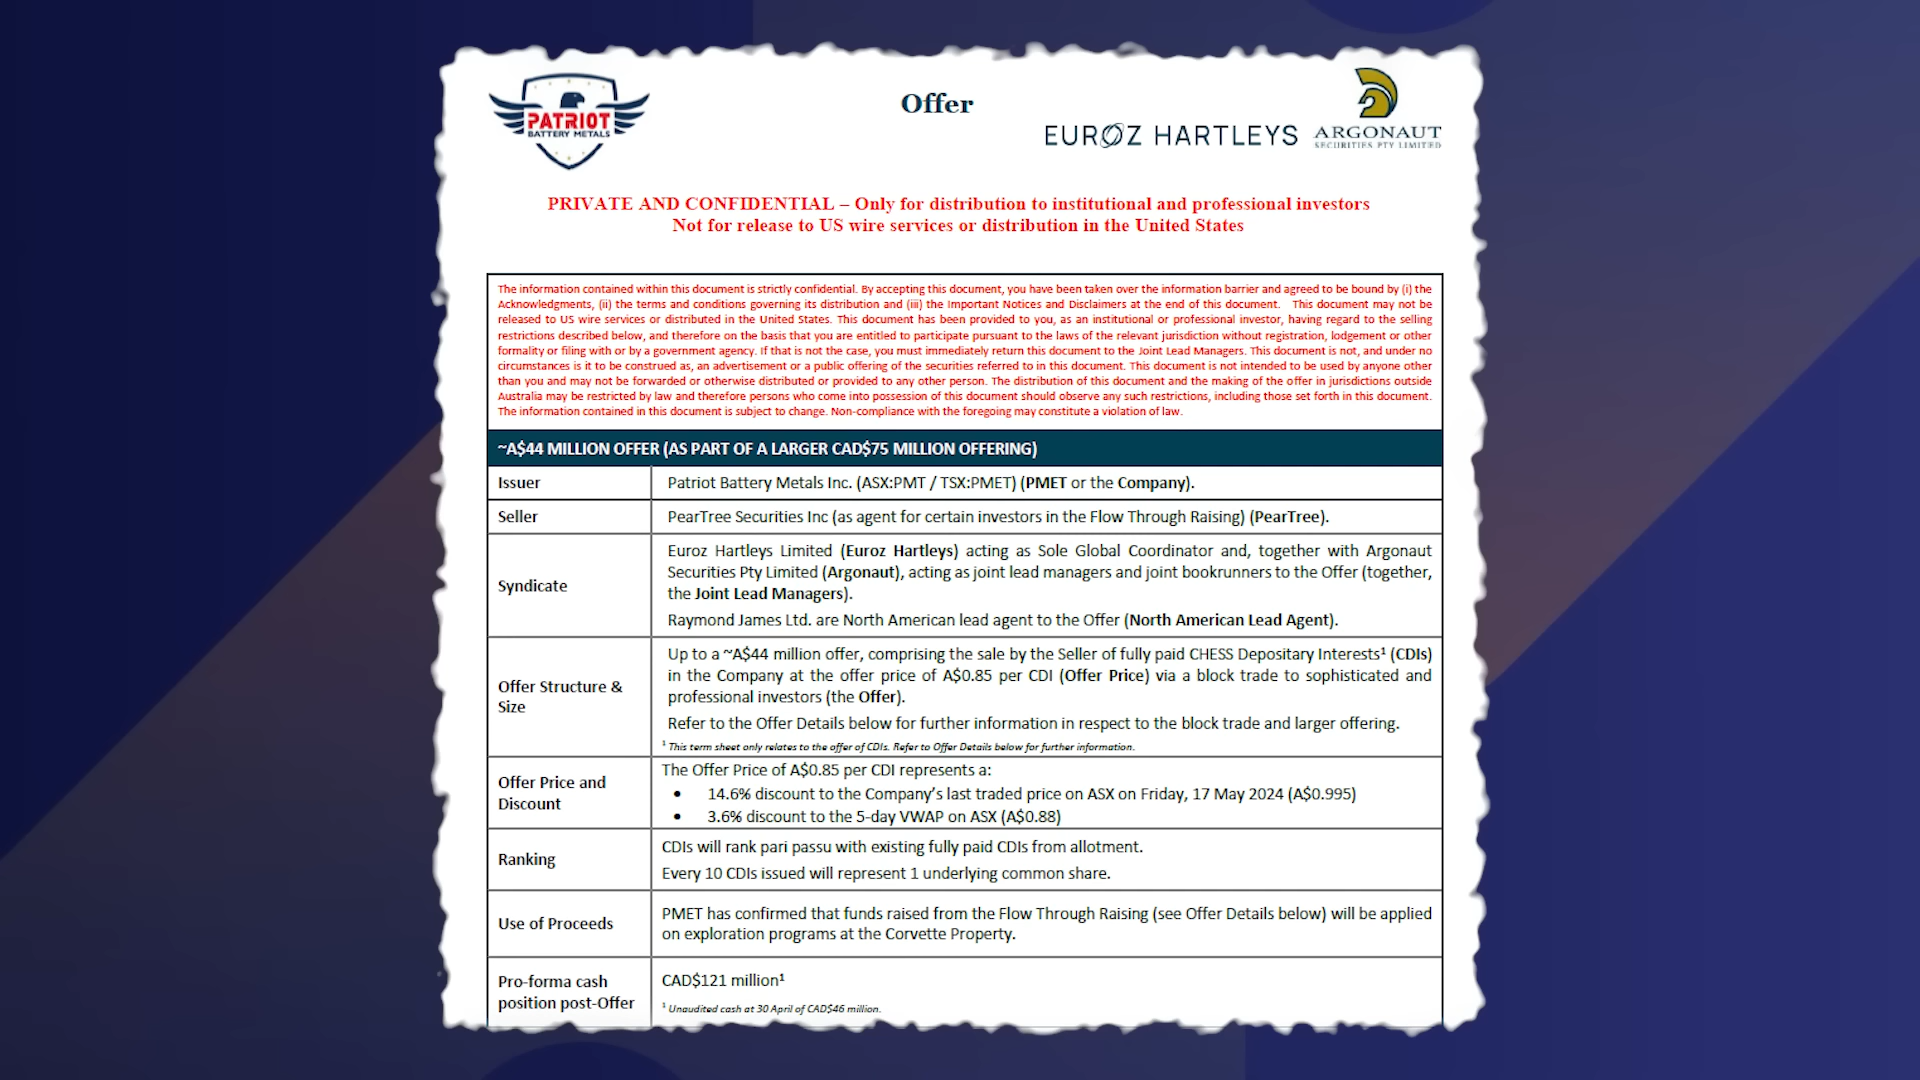 PATRIOT
BATTERY METALS
Offer
EUROZ HARTLEYS
ARGONAUT
SECURITIES PTY LIMITED
PRIVATE AND CONFIDENTIAL – Only for distribution to institutional and professional investors
Not for release to US wire services or distribution in the United States
The information contained within this document is strictly confidential. By accepting this document, you have been taken over the information barrier and agreed to be bound by (i) the
Acknowledgments, (ii) the terms and conditions governing its distribution and (iii) the Important Notices and Disclaimers at the end of this document. This document may not be
released to US wire services or distributed in the United States. This document has been provided to you, as an institutional or professional investor, having regard to the selling
restrictions described below, and therefore on the basis that you are entitled to participate pursuant to the laws of the relevant jurisdiction without registration, lodgement or other
formality or filing with or by a government agency. If that is not the case, you must immediately return this document to the Joint Lead Managers. This document is not, and under no
circumstances is it to be construed as, an advertisement or a public offering of the securities referred to in this document. This document is not intended to be used by anyone other
than you and may not be forwarded or otherwise distributed or provided to any other person. The distribution of this document and the making of the offer in jurisdictions outside
Australia may be restricted by law and therefore persons who come into possession of this document should observe any such restrictions, including those set forth in this document.
The information contained in this document is subject to change. Non-compliance with the foregoing may constitute a violation of law.
~A$44 MILLION OFFER (AS PART OF A LARGER CAD$75 MILLION OFFERING)
Issuer
Patriot Battery Metals Inc. (ASX:PMT / TSX:PMET) (PMET or the Company).
Seller
PearTree Securities Inc (as agent for certain investors in the Flow Through Raising) (PearTree).
Syndicate
Euroz Hartleys Limited (Euroz Hartleys) acting as Sole Global Coordinator and, together with Argonaut
Securities Pty Limited (Argonaut), acting as joint lead managers and joint bookrunners to the Offer (together,
the Joint Lead Managers).
Raymond James Ltd. are North American lead agent to the Offer (North American Lead Agent).
Offer Structure &
Size
Up to a ~A$44 million offer, comprising the sale by the Seller of fully paid CHESS Depositary Interests¹ (CDIs)
in the Company at the offer price of A$0.85 per CDI (Offer Price) via a block trade to sophisticated and
professional investors (the Offer).
Refer to the Offer Details below for further information in respect to the block trade and larger offering.
¹ This term sheet only relates to the offer of CDIs. Refer to Offer Details below for further information.
Offer Price and
Discount
The Offer Price of A$0.85 per CDI represents a:
• 14.6% discount to the Company's last traded price on ASX on Friday, 17 May 2024 (A$0.995)
• 3.6% discount to the 5-day VWAP on ASX (A$0.88)
Ranking
CDIs will rank pari passu with existing fully paid CDIs from allotment.
Every 10 CDIs issued will represent 1 underlying common share.
Use of Proceeds
PMET has confirmed that funds raised from the Flow Through Raising (see Offer Details below) will be applied
on exploration programs at the Corvette Property.
Pro-forma cash
position post-Offer
CAD$121 million¹
¹ Unaudited cash at 30 April of CAD$46 million.